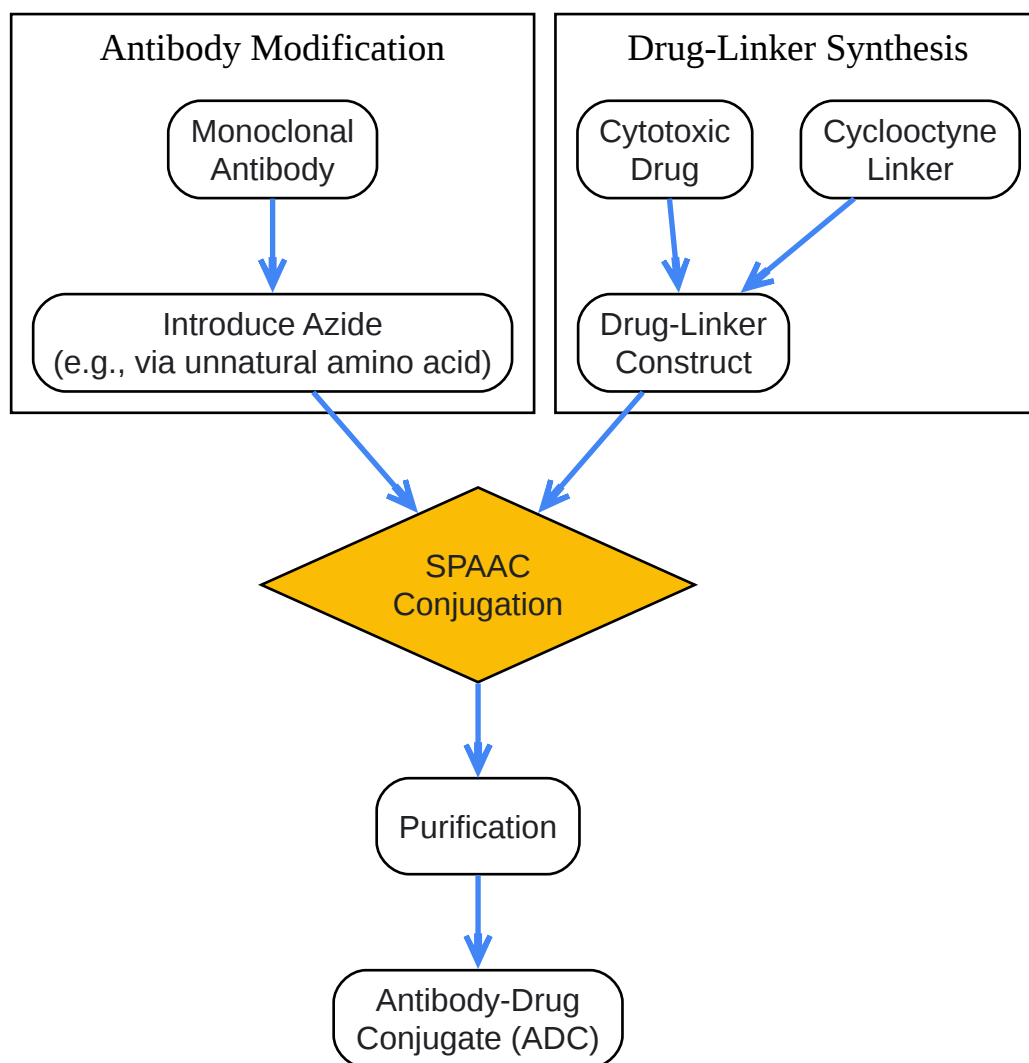 Antibody Modification
Drug-Linker Synthesis
Monoclonal
Antibody
Cytotoxic
Drug
Cyclooctyne
Linker
Introduce Azide
(e.g., via unnatural amino acid)
Drug-Linker
Construct
SPAAC
Conjugation
Purification
Antibody-Drug
Conjugate (ADC)